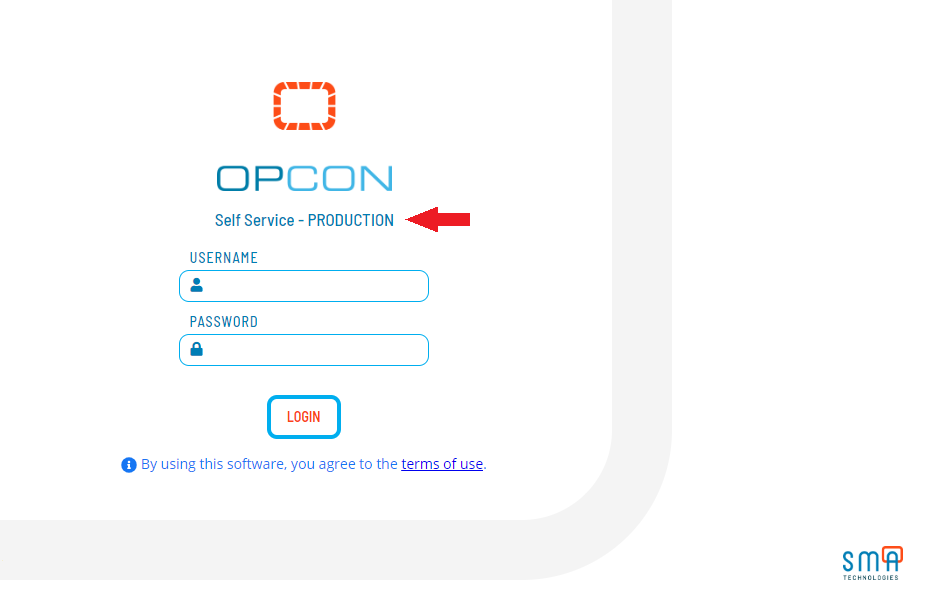 OPCON
Self Service - PRODUCTION
USERNAME
PASSWORD
LOGIN
By using this software, you agree to the terms of use.
SMA
TECHNOLOGIES